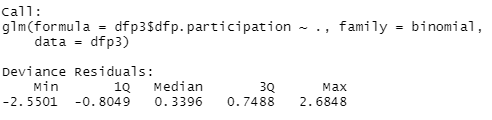 Call:
glm(formula = dfp3$dfp.participation ~ ., family = binomial,
    data = dfp3)
Deviance Residuals:
    Min       1Q   Median       3Q      Max
-2.5501  -0.8049   0.3396   0.7488   2.6848